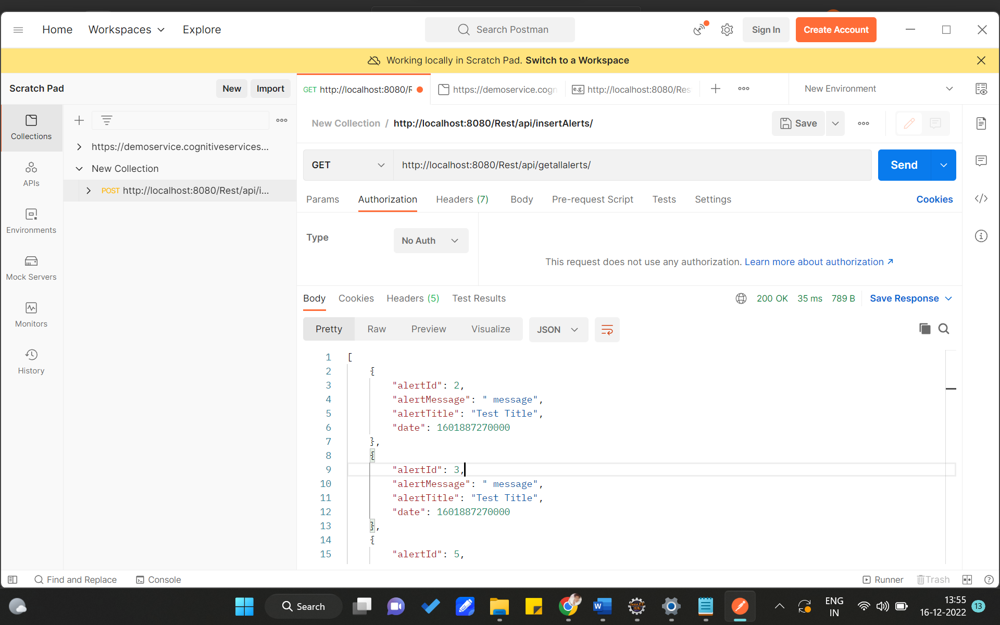 Home Workspaces Explore Search Postman Sign In Create Account
Working locally in Scratch Pad. Switch to a Workspace
Scratch Pad New Import GET http://localhost:8080/R https://demoservice.cogn e.g. http://localhost:8080/Res New Environment
New Collection / http://localhost:8080/Rest/api/insertAlerts/ Save
Collections
https://demoservice.cognitiveservices...
New Collection
GET http://localhost:8080/Rest/api/getallalerts/ Send
APIs
POST http://localhost:8080/Rest/api/i...
Params Authorization Headers (7) Body Pre-request Script Tests Settings Cookies
Environments
Type No Auth
This request does not use any authorization. Learn more about authorization ↗
Mock Servers
Body Cookies Headers (5) Test Results 200 OK 35 ms 789 B Save Response
Monitors
Pretty Raw Preview Visualize JSON
History
1 [
2 {
3 "alertId": 2,
4 "alertMessage": " message",
5 "alertTitle": "Test Title",
6 "date": 1601887270000
7 },
8 {
9 "alertId": 3,
10 "alertMessage": " message",
11 "alertTitle": "Test Title",
12 "date": 1601887270000
13 },
14 {
15 "alertId": 5,
Find and Replace Console Runner Trash
Search ENG 13:55
IN 16-12-2022 13